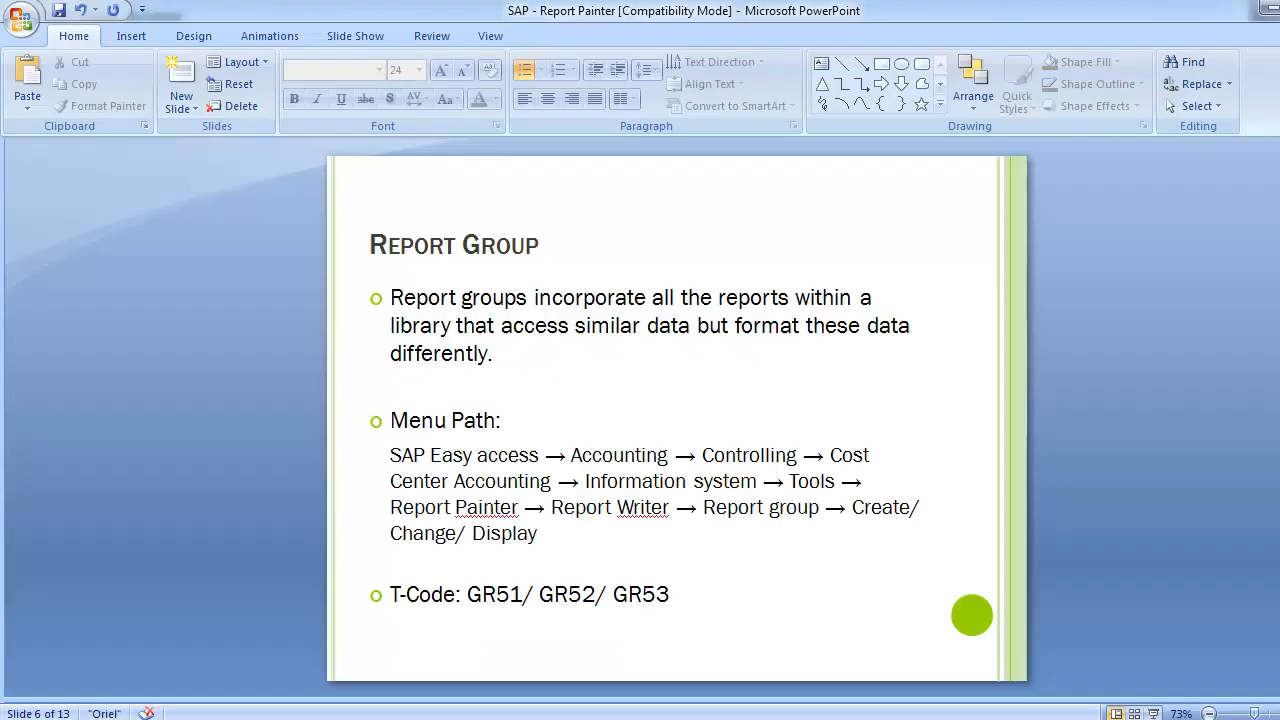 SAP - Report Painter [Compatibility Mode] - Microsoft PowerPoint
Home Insert Design Animations Slide Show Review View
Paste
Cut
Copy
Format Painter
Clipboard
New
Slide
Layout
Reset
Delete
Slides
24
B I U abc S AV Aa A
Font
Text Direction
Align Text
Convert to SmartArt
Paragraph
Arrange
Quick
Styles
Shape Fill
Shape Outline
Shape Effects
Drawing
Find
Replace
Select
Editing
REPORT GROUP
Report groups incorporate all the reports within a
library that access similar data but format these data
differently.
Menu Path:
SAP Easy access → Accounting → Controlling → Cost
Center Accounting → Information system → Tools →
Report Painter → Report Writer → Report group → Create/
Change/ Display
T-Code: GR51/ GR52/ GR53
Slide 6 of 13 "Oriel" 73%